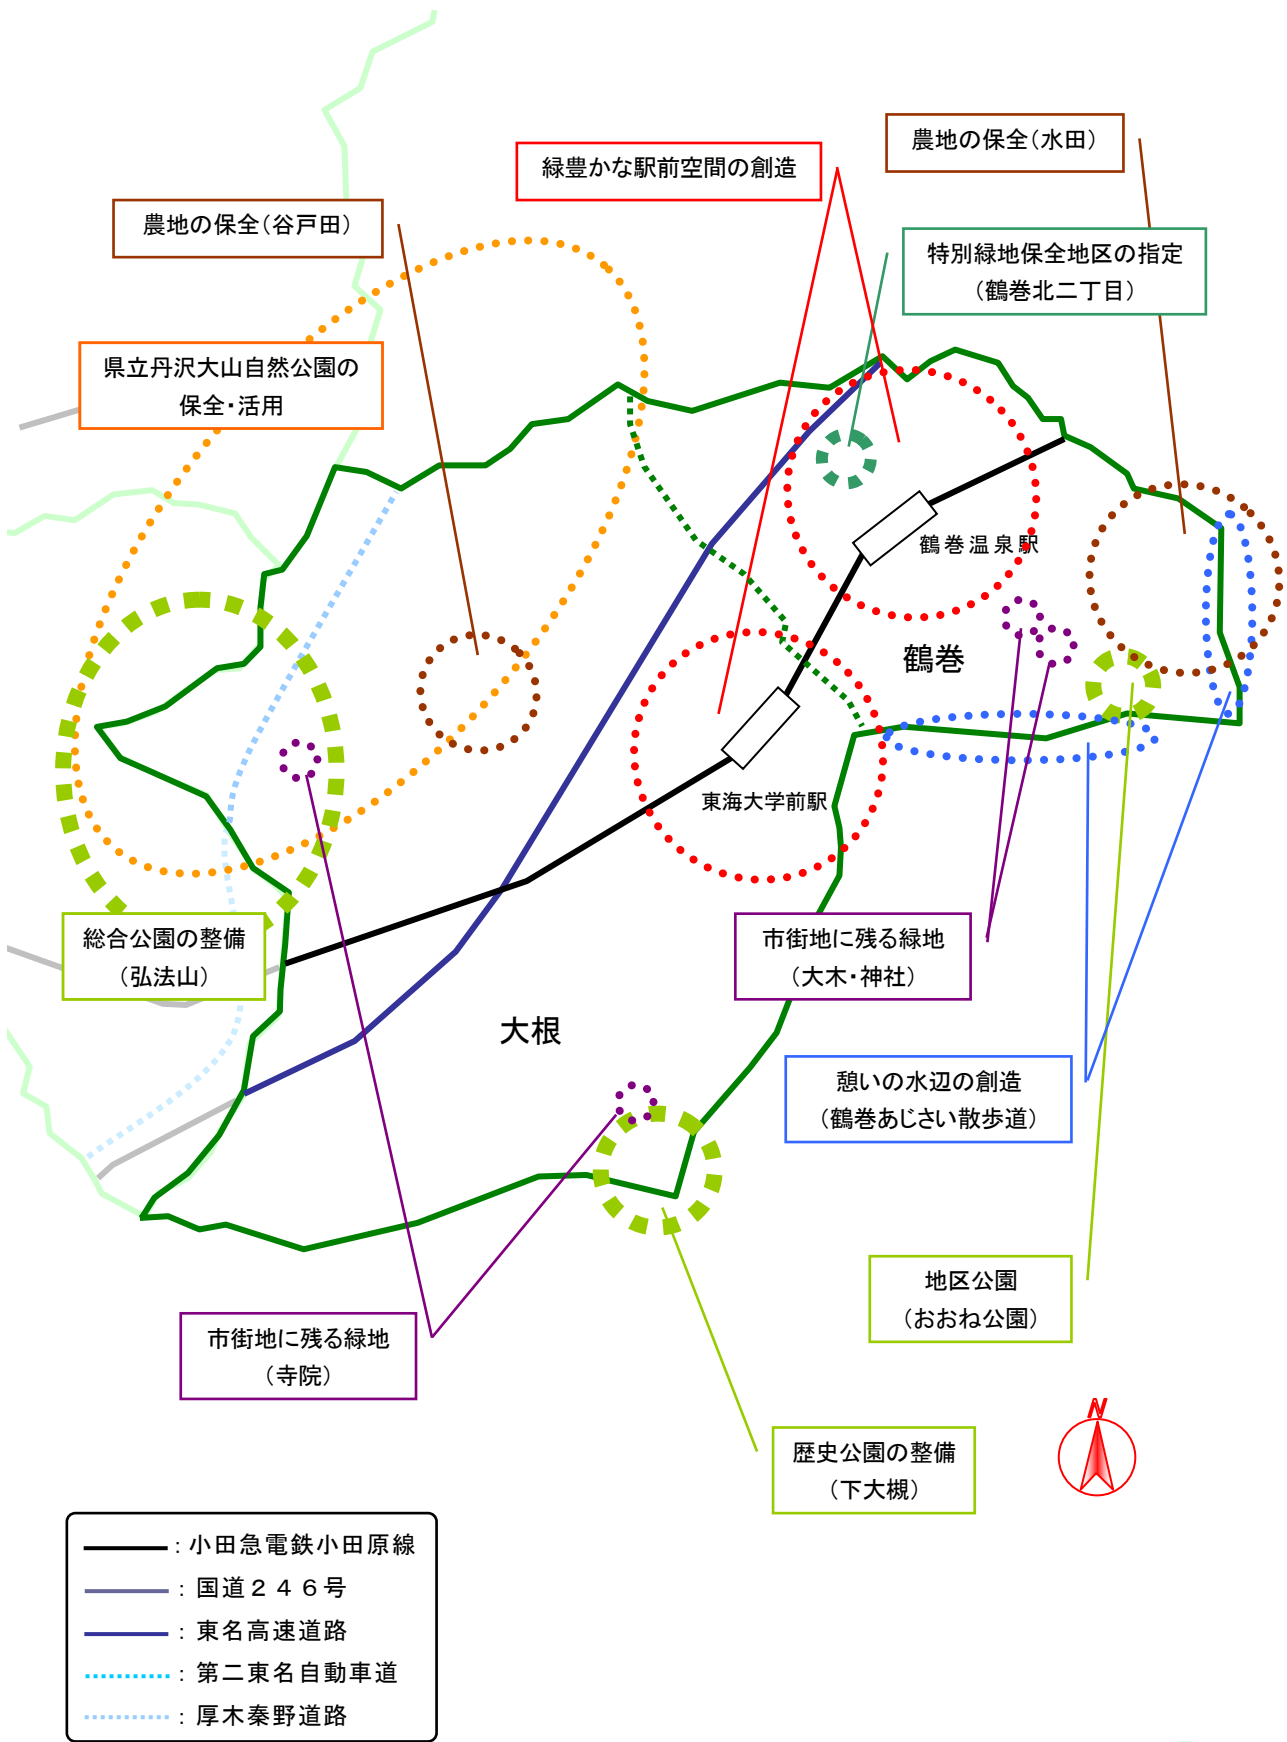 農地の保全（水田）
緑豊かな駅前空間の創造
農地の保全（谷戸田）
特別緑地保全地区の指定
（鶴巻北二丁目）
県立丹沢大山自然公園の
保全・活用
鶴巻温泉駅
鶴巻
東海大学前駅
総合公園の整備
（弘法山）
市街地に残る緑地
（大木・神社）
大根
憩いの水辺の創造
（鶴巻あじさい散歩道）
地区公園
（おおね公園）
市街地に残る緑地
（寺院）
N
歴史公園の整備
（下大槻）
：小田急電鉄小田原線
：国道２４６号
：東名高速道路
：第二東名自動車道
：厚木秦野道路